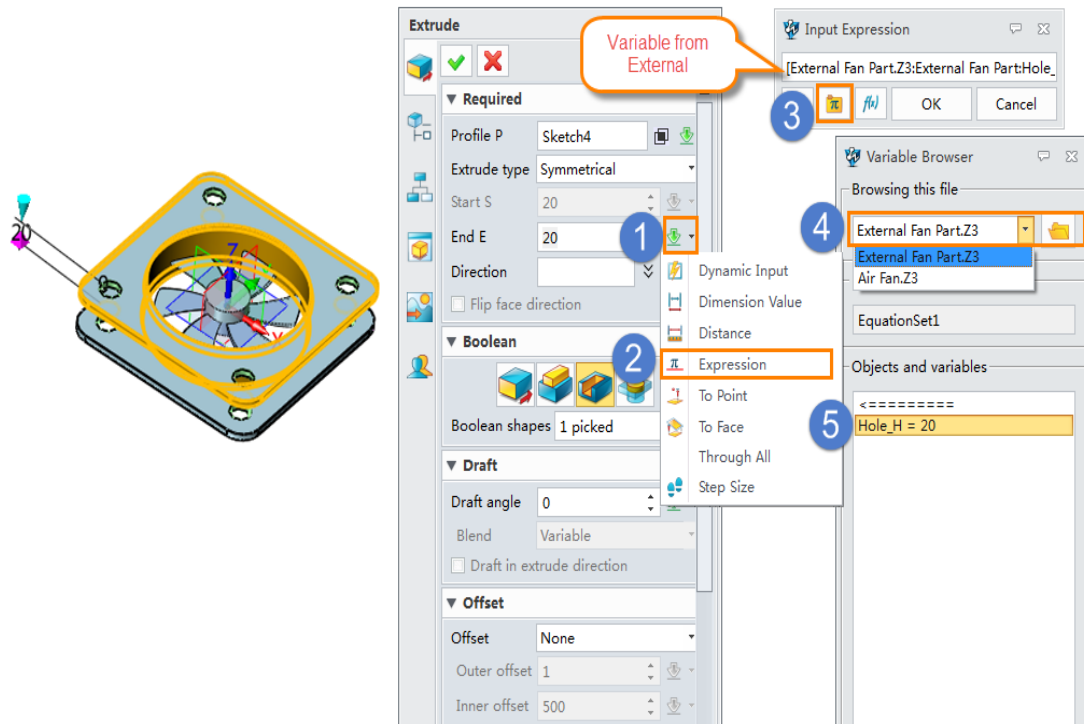 20
Z
Y
Extrude
Variable from
External
Required
Profile P
Sketch4
Extrude type
Symmetrical
Start S
20
End E
20
1
Direction
Flip face direction
Boolean
2
Boolean shapes
1 picked
Draft
Draft angle
0
Blend
Variable
Draft in extrude direction
Offset
Offset
None
Outer offset
1
Inner offset
500
Dynamic Input
Dimension Value
Distance
π
Expression
To Point
To Face
Through All
Step Size
Input Expression
[External Fan Part.Z3:External Fan Part:Hole_
3
π
f(x)
OK
Cancel
Variable Browser
Browsing this file
4
External Fan Part.Z3
External Fan Part.Z3
Air Fan.Z3
EquationSet1
Objects and variables
<=========
5
Hole_H = 20